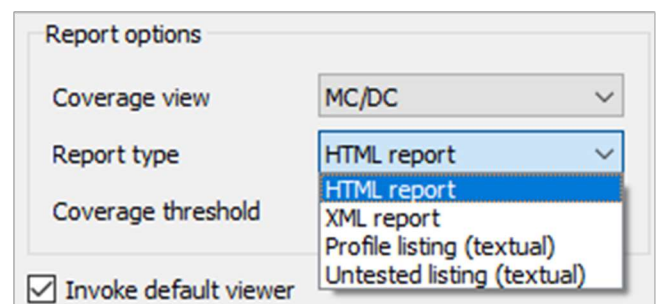 Report options
Coverage view MC/DC
Report type HTML report
HTML report
Coverage threshold XML report
Profile listing (textual)
Untested listing (textual)
Invoke default viewer